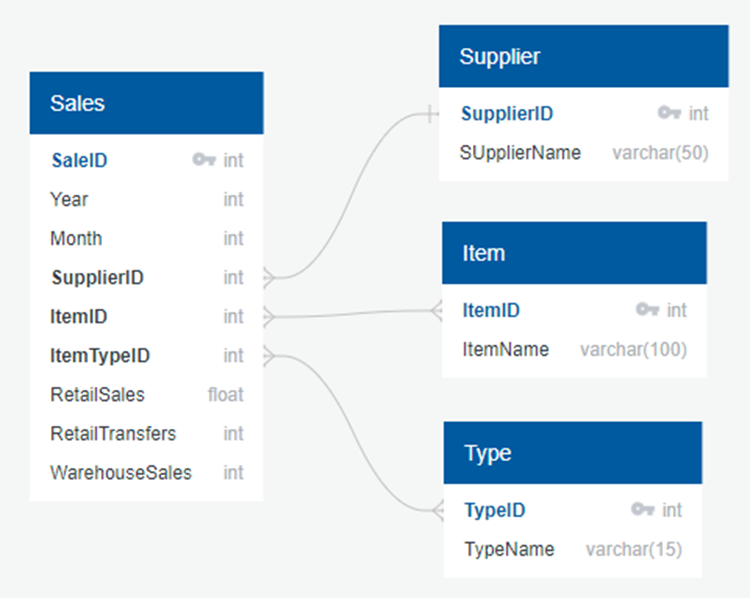 Sales
SaleID int
Year int
Month int
SupplierID int
ItemID int
ItemTypeID int
RetailSales float
RetailTransfers int
WarehouseSales int
Supplier
SupplierID int
SUpplierName varchar(50)
Item
ItemID int
ItemName varchar(100)
Type
TypeID int
TypeName varchar(15)